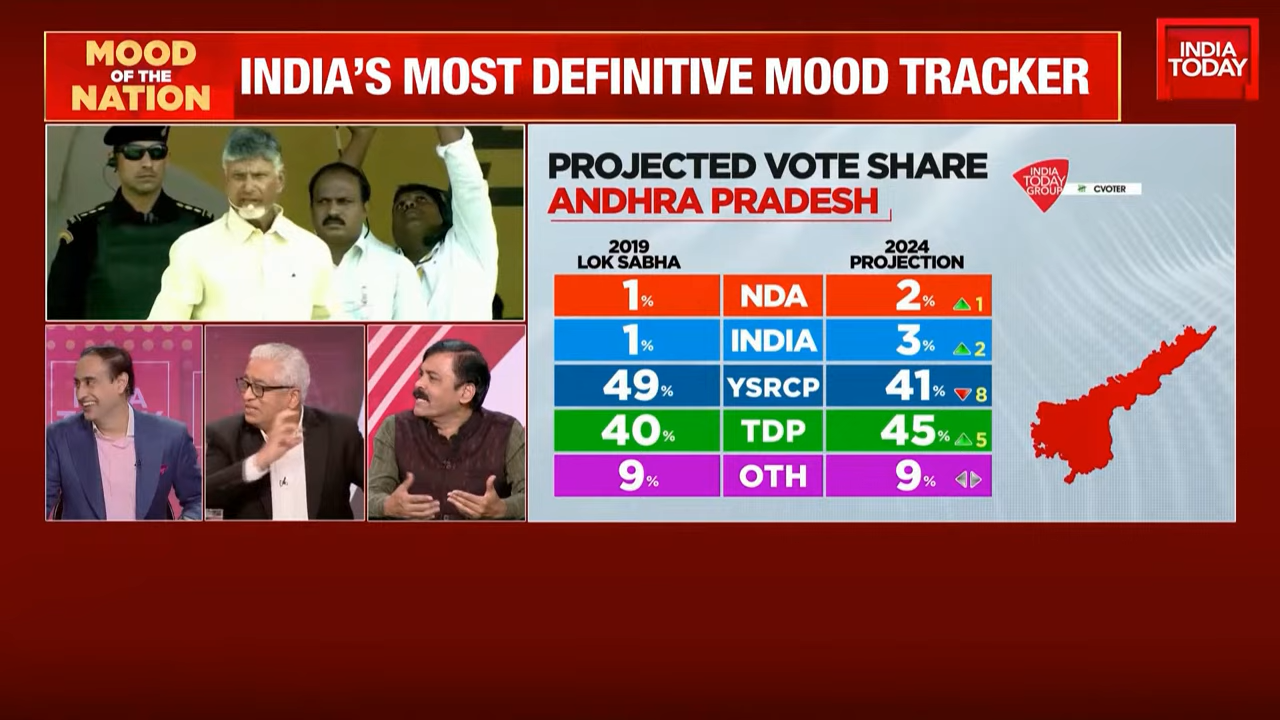 MOOD
OF THE
NATION
INDIA'S MOST DEFINITIVE MOOD TRACKER
INDIA
TODAY
PROJECTED VOTE SHARE
ANDHRA PRADESH
INDIA
TODAY
GROUP
CVOTER
2019
LOK SABHA
2024
PROJECTION
1% NDA 2% 1
1% INDIA 3% 2
49% YSRCP 41% 8
40% TDP 45% 5
9% OTH 9%